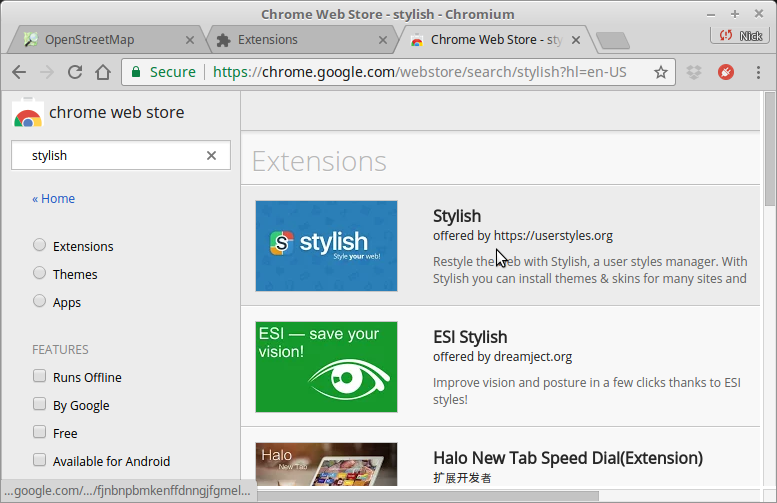 Chrome Web Store - stylish - Chromium
OpenStreetMap
Extensions
Chrome Web Store - sty
Nick
Secure
https://chrome.google.com/webstore/search/stylish?hl=en-US
chrome web store
stylish
« Home
Extensions
Themes
Apps
FEATURES
Runs Offline
By Google
Free
Available for Android
...google.com/.../fjnbnpbmkenffdnngjfgmel...
Extensions
S stylish
Style your web!
Stylish
offered by https://userstyles.org
Restyle the web with Stylish, a user styles manager. With
Stylish you can install themes & skins for many sites and
ESI — save your
vision!
ESI Stylish
offered by dreamject.org
Improve vision and posture in a few clicks thanks to ESI
styles!
Halo
New Tab
Halo New Tab Speed Dial(Extension)
扩展开发者